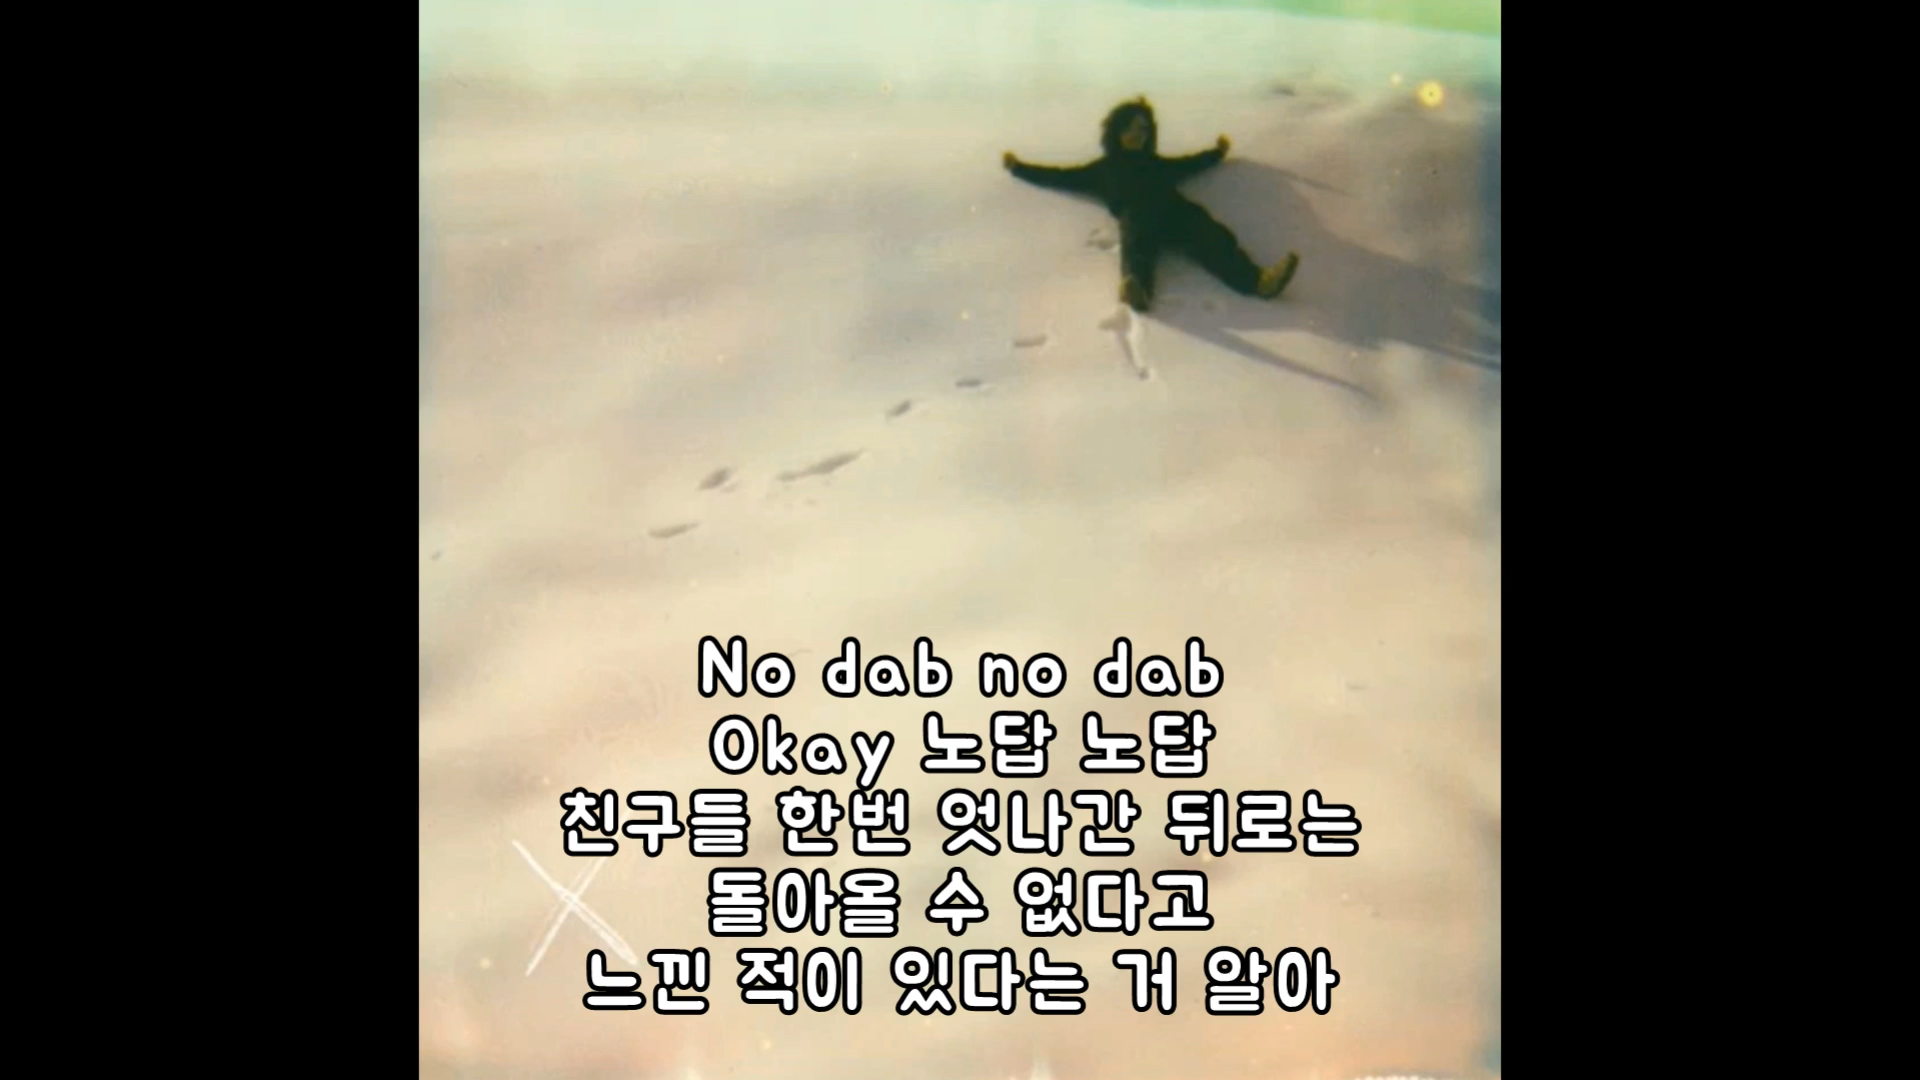 No dab no dab
Okay 노답 노답
친구들 한번 엇나간 뒤로는
돌아올 수 없다고
느낀 적이 있다는 거 알아